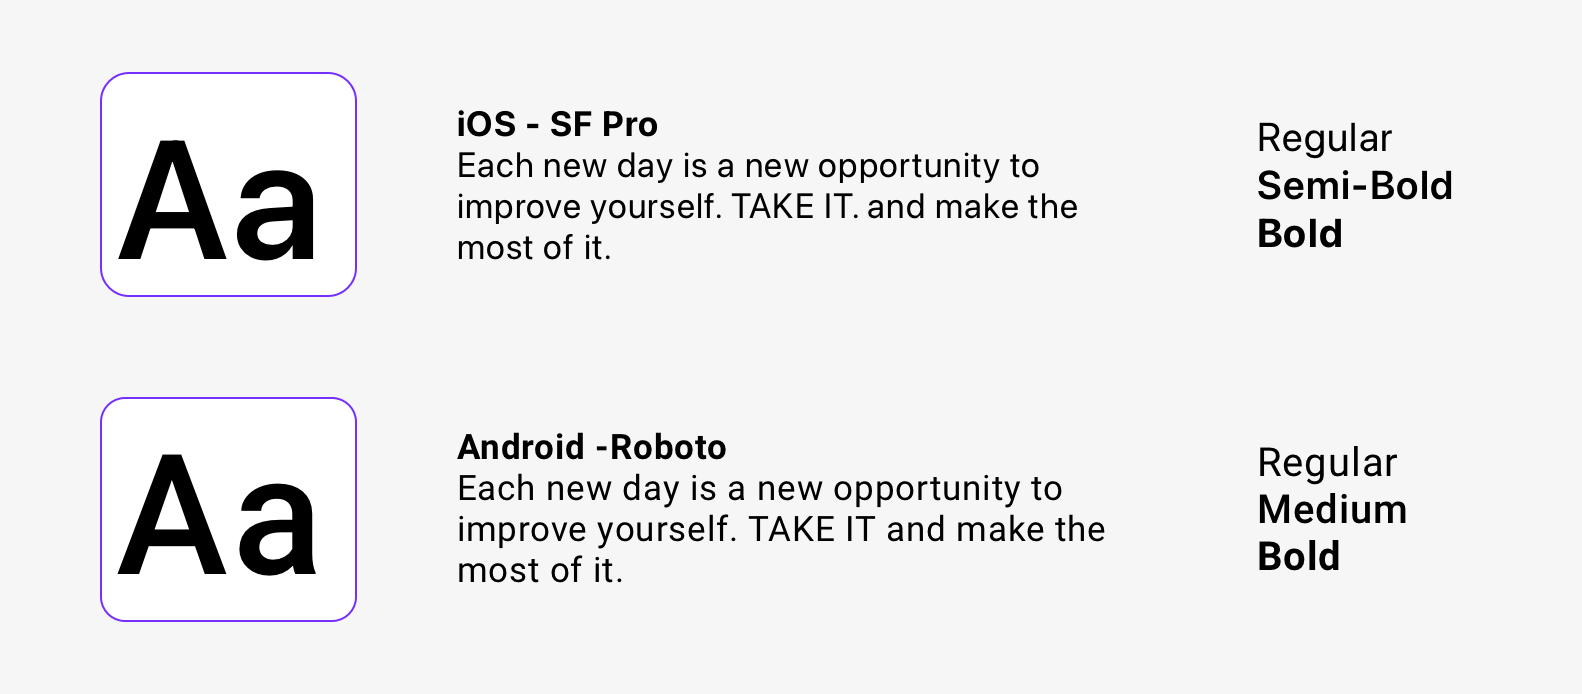 Aa
iOS - SF Pro
Each new day is a new opportunity to
improve yourself. TAKE IT. and make the
most of it.
Regular
Semi-Bold
Bold
Aa
Android -Roboto
Each new day is a new opportunity to
improve yourself. TAKE IT and make the
most of it.
Regular
Medium
Bold